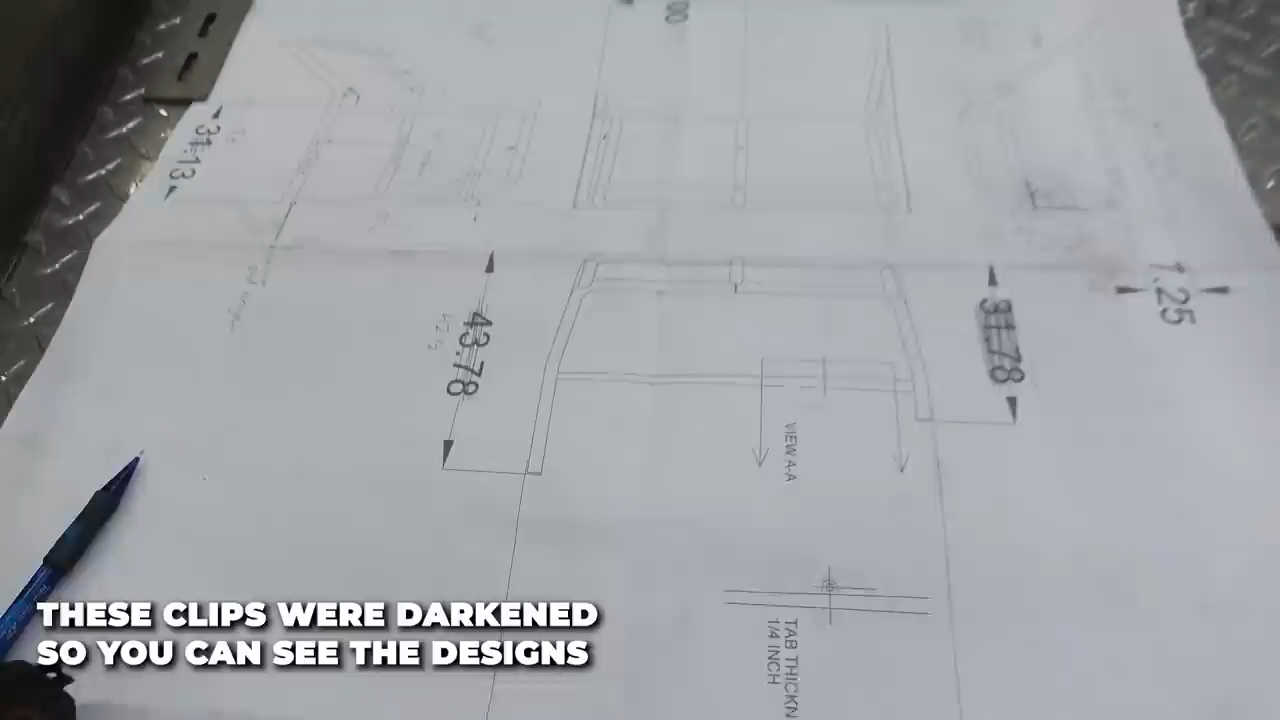 00
31.13
43.78
31.78
1.25
VIEW A-A
TAB THICKN
1/4 INCH
THESE CLIPS WERE DARKENED
SO YOU CAN SEE THE DESIGNS